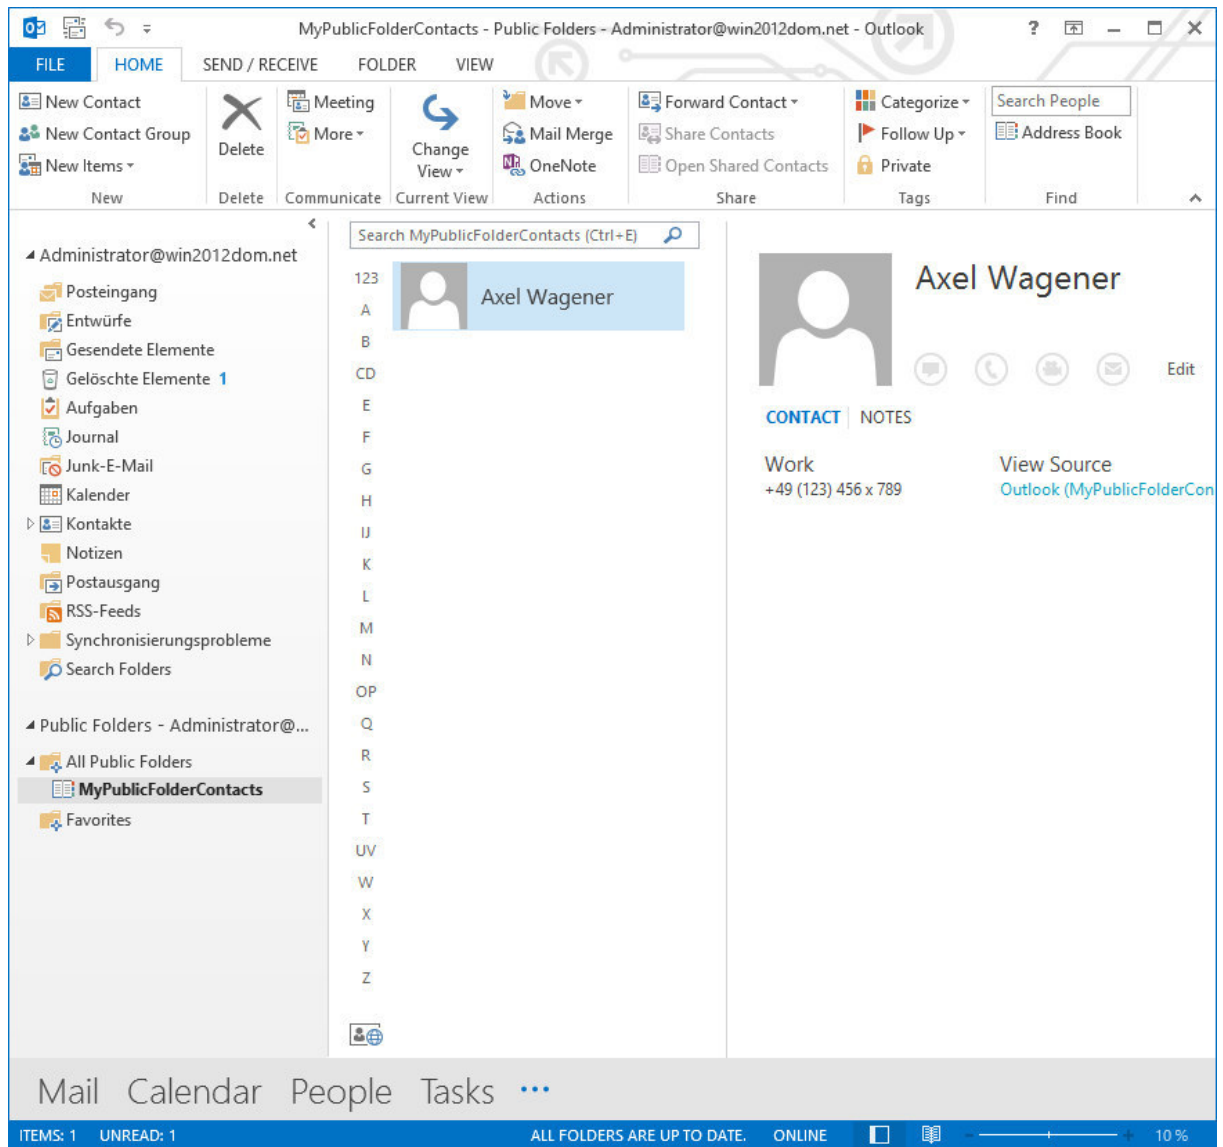 MyPublicFolderContacts - Public Folders - Administrator@win2012dom.net - Outlook
?
FILE HOME SEND / RECEIVE FOLDER VIEW
New Contact
New Contact Group
New Items
New
Delete
Delete
Meeting
More
Communicate
Change
View
Current View
Move
Mail Merge
OneNote
Actions
Forward Contact
Share Contacts
Open Shared Contacts
Share
Categorize
Follow Up
Private
Tags
Search People
Address Book
Find
Administrator@win2012dom.net
Posteingang
Entwürfe
Gesendete Elemente
Gelöschte Elemente 1
Aufgaben
Journal
Junk-E-Mail
Kalender
Kontakte
Notizen
Postausgang
RSS-Feeds
Synchronisierungsprobleme
Search Folders
Public Folders - Administrator@...
All Public Folders
MyPublicFolderContacts
Favorites
Search MyPublicFolderContacts (Ctrl+E)
123
A
B
CD
E
F
G
H
IJ
K
L
M
N
OP
Q
R
S
T
UV
W
X
Y
Z
Axel Wagener
Axel Wagener
Edit
CONTACT NOTES
Work
+49 (123) 456 x 789
View Source
Outlook (MyPublicFolderCon
Mail Calendar People Tasks ...
ITEMS: 1 UNREAD: 1 ALL FOLDERS ARE UP TO DATE. ONLINE 10 %